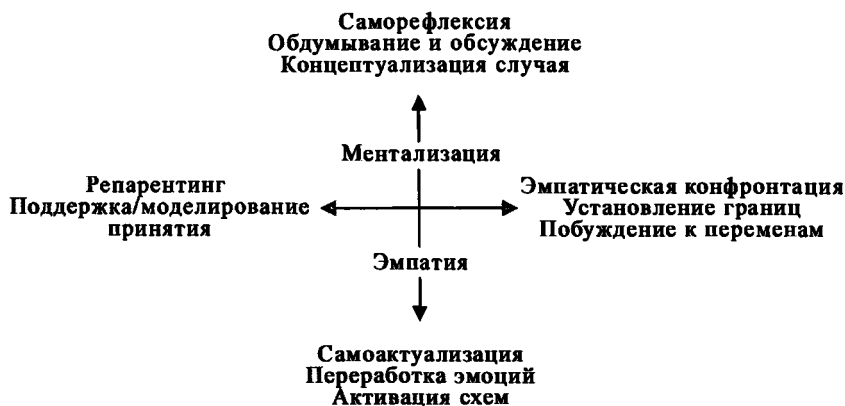 Саморефлексия
Обдумывание и обсуждение
Концептуализация случая
Ментализация
Репарентинг
Поддержка/моделирование
принятия
Эмпатическая конфронтация
Установление границ
Побуждение к переменам
Эмпатия
Самоактуализация
Переработка эмоций
Активация схем